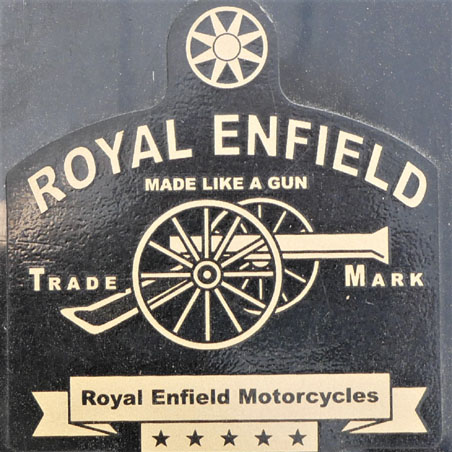 ROYAL ENFIELD
MADE LIKE A GUN
TRADE MARK
Royal Enfield Motorcycles